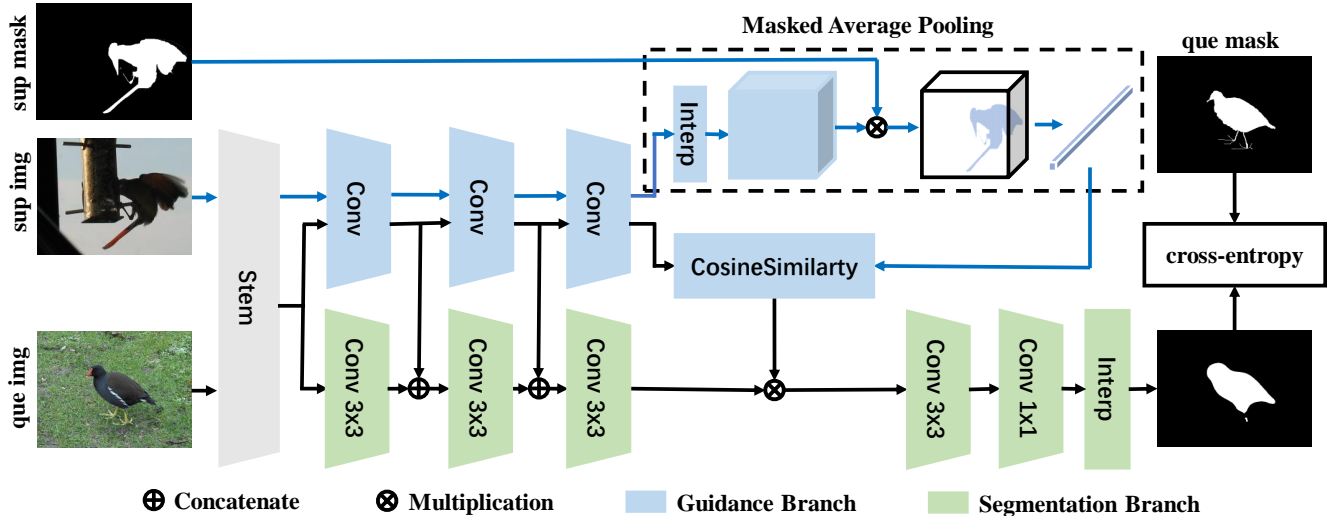 Masked Average Pooling
sup mask
que mask
Interp
sup img
Conv
Conv
Conv
Stem
CosineSimilarty
cross-entropy
que img
Conv 3x3
Conv 3x3
Conv 3x3
Conv 3x3
Conv 1x1
Interp
Concatenate
Multiplication
Guidance Branch
Segmentation Branch